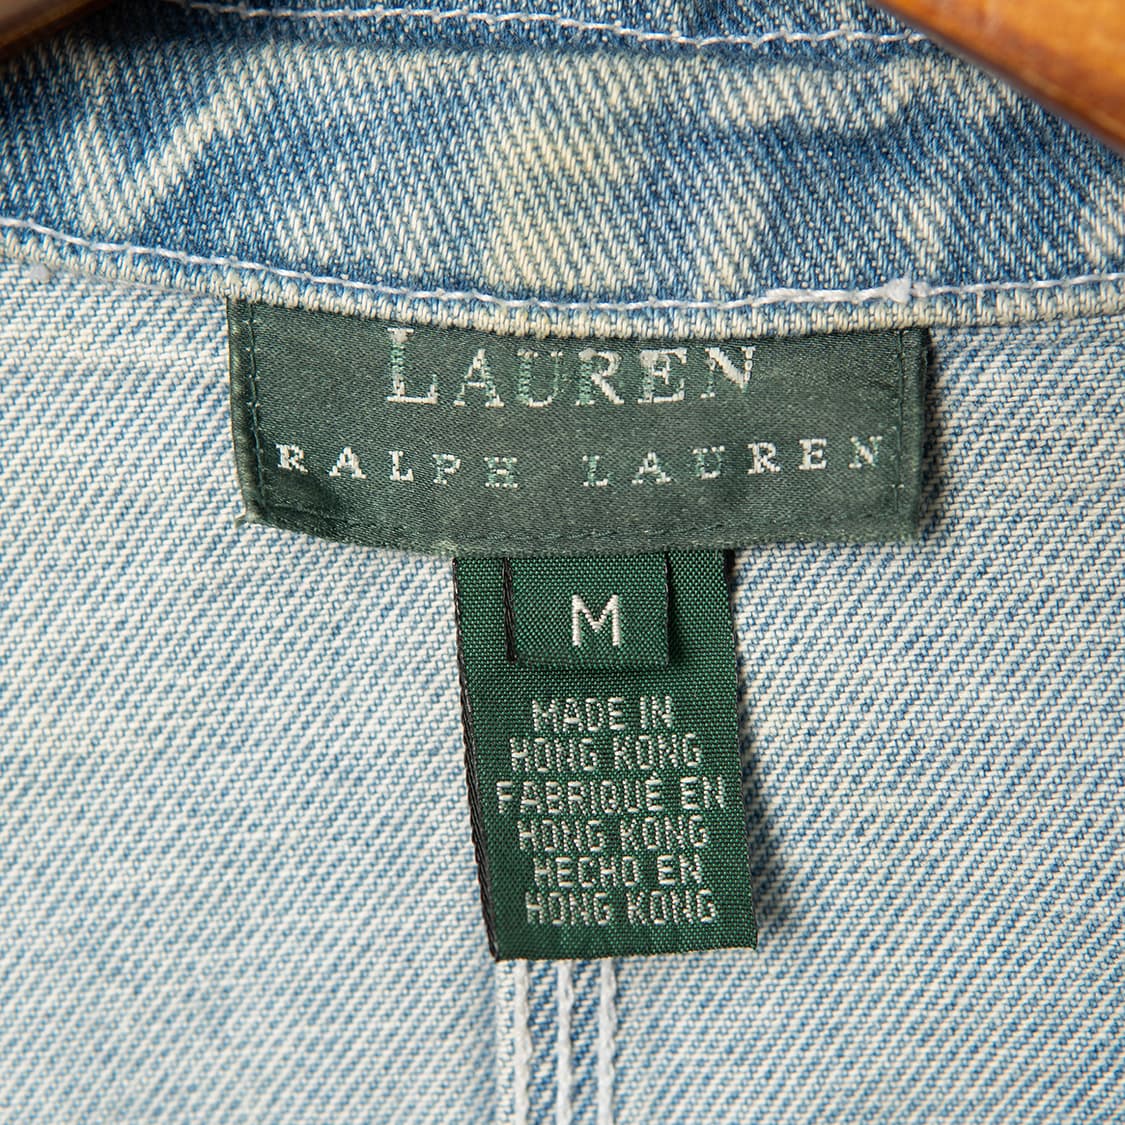 LAUREN
RALPH LAUREN
M
MADE IN
HONG KONG
FABRIQUÉ EN
HONG KONG
HECHO EN
HONG KONG